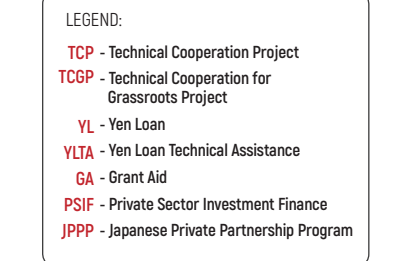 LEGEND:
TCP - Technical Cooperation Project
TCGP - Technical Cooperation for
Grassroots Project
YL - Yen Loan
YLTA - Yen Loan Technical Assistance
GA - Grant Aid
PSIF - Private Sector Investment Finance
JPPP - Japanese Private Partnership Program